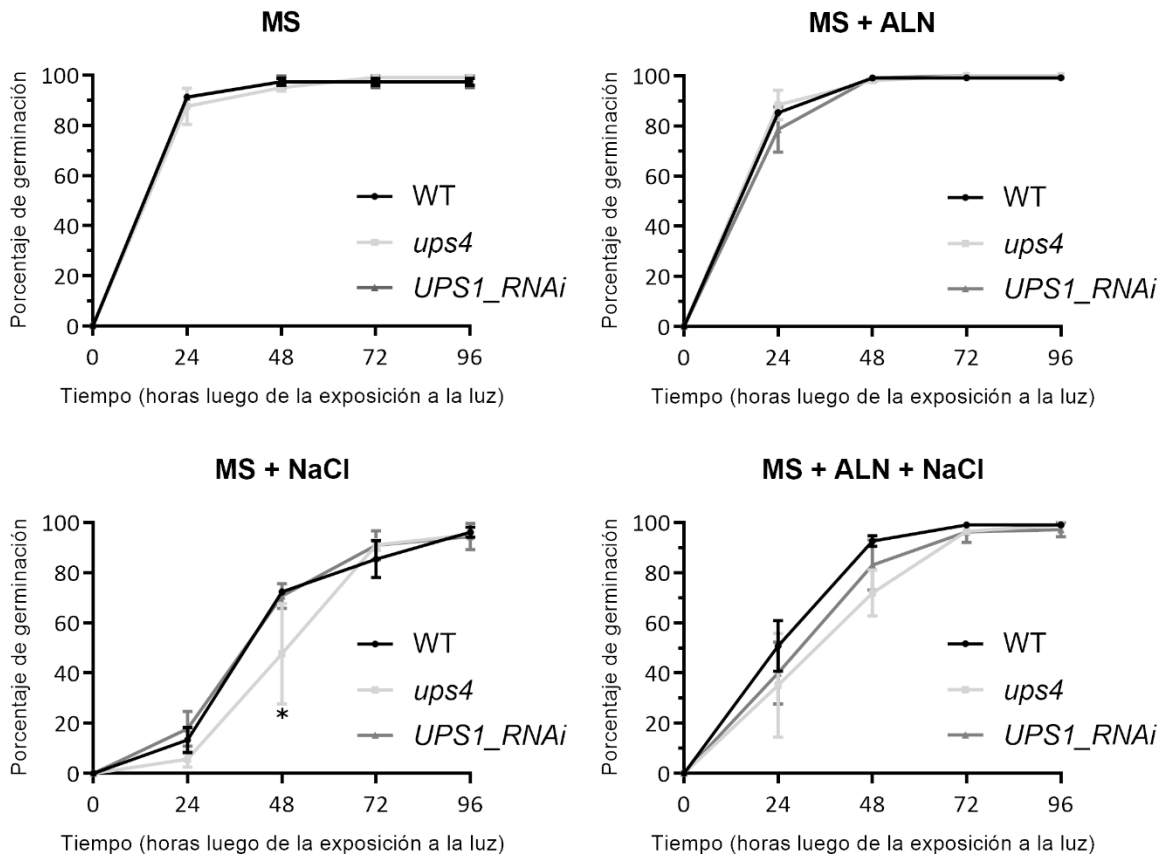 MS
Porcentaje de germinación
100
80
60
40
20
0
WT
ups4
UPS1_RNAi
0 24 48 72 96
Tiempo (horas luego de la exposición a la luz)
MS + ALN
Porcentaje de germinación
100
80
60
40
20
0
WT
ups4
UPS1_RNAi
0 24 48 72 96
Tiempo (horas luego de la exposición a la luz)
MS + NaCl
Porcentaje de germinación
100
80
60
40
20
0
*
WT
ups4
UPS1_RNAi
0 24 48 72 96
Tiempo (horas luego de la exposición a la luz)
MS + ALN + NaCl
Porcentaje de germinación
100
80
60
40
20
0
WT
ups4
UPS1_RNAi
0 24 48 72 96
Tiempo (horas luego de la exposición a la luz)